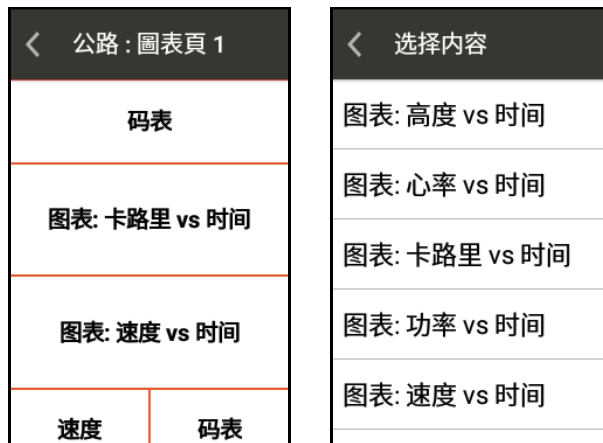 公路 : 圖表頁 1
码表
图表: 卡路里 vs 时间
图表: 速度 vs 时间
速度
码表
选择内容
图表: 高度 vs 时间
图表: 心率 vs 时间
图表: 卡路里 vs 时间
图表: 功率 vs 时间
图表: 速度 vs 时间